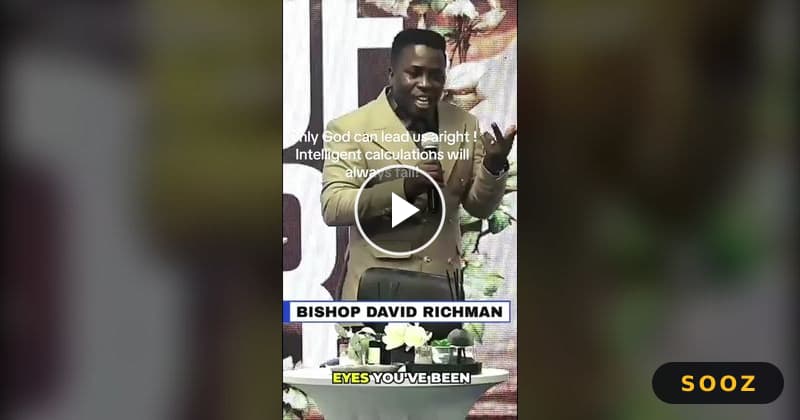 Only God can lead us aright !
Intelligent calculations will
always fail!
BISHOP DAVID RICHMAN
EYES YOU'VE BEEN
SOOZ